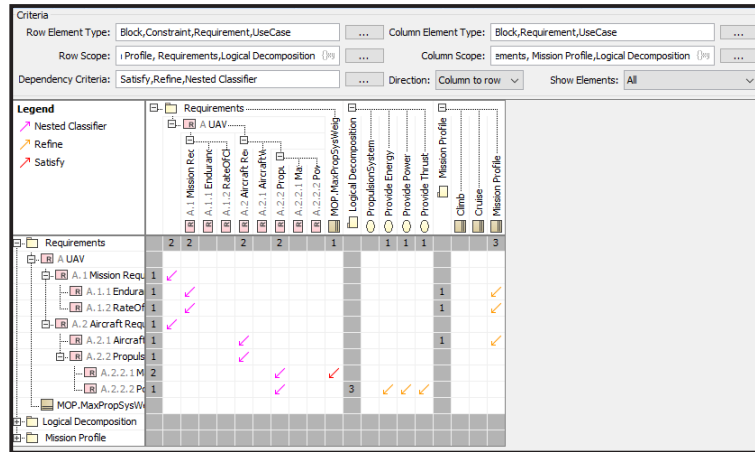 Criteria
Row Element Type: Block,Constraint,Requirement,UseCase ... Column Element Type: Block,Requirement,UseCase ...
Row Scope: Profile, Requirements,Logical Decomposition ... Column Scope: ements, Mission Profile,Logical Decomposition ...
Dependency Criteria: Satisfy,Refine,Nested Classifier ... Direction: Column to row Show Elements: All
Legend
Nested Classifier
Refine
Satisfy
Requirements
R A UAV
R A.1 Mission Rec
R A.1.1 Enduranc
R A.1.2 RateOfCl
R A.2 Aircraft Re
R A.2.1 AircraftW
R A.2.2 Propu
R A.2.2.1 Ma
R A.2.2.2 Pov
MOP.MaxPropSysWeig
Logical Decomposition
PropulsionSystem
Provide Energy
Provide Power
Provide Thrust
Mission Profile
Climb
Cruise
Mission Profile
Requirements 2 2 2 2 1 1 1 1 3
R A UAV
R A.1 Mission Requ 1
R A.1.1 Endura 1 1
R A.1.2 RateOf 1 1
R A.2 Aircraft Requ 1
R A.2.1 Aircraf 1 1
R A.2.2 Propuls 1
R A.2.2.1 M 2
R A.2.2.2 Po 1 3
MOP.MaxPropSysWe
Logical Decomposition
Mission Profile